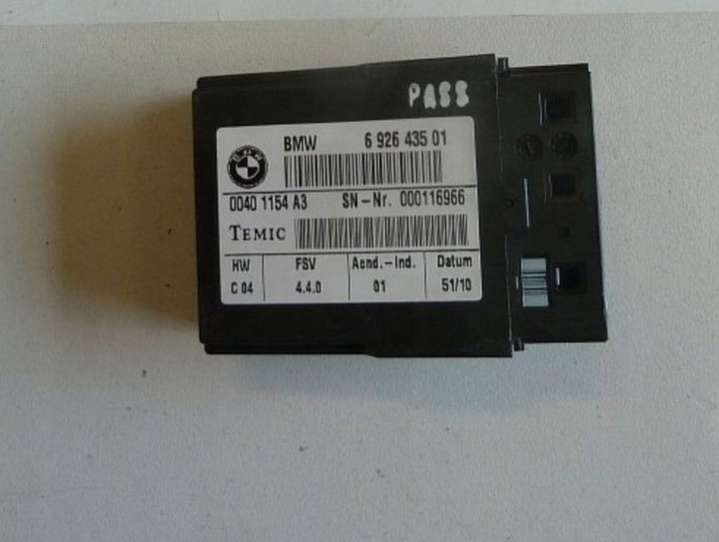 PASS
BMW 6 926 435 01
0040 1154 A3 SN-Nr. 000116966
TEMIC
HW FSV Aend.-Ind. Datum
C 04 4.4.0 01 51/10